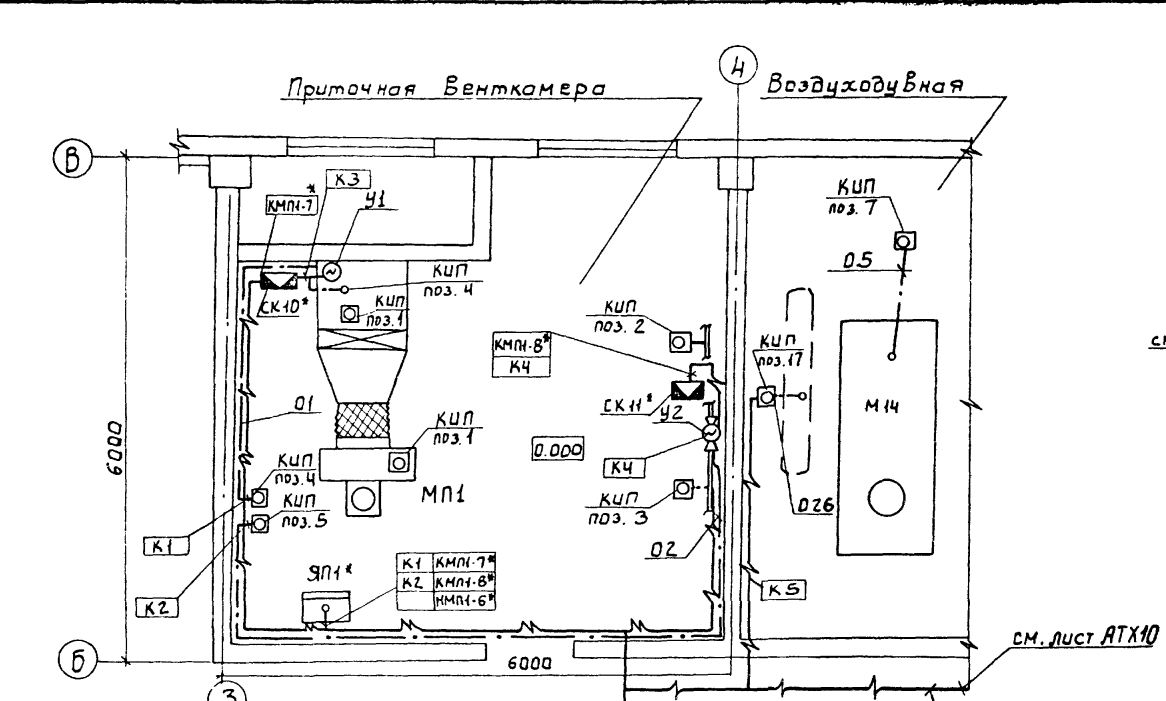 4
Приточная Венткамера
Воздуходувная
В
К3
КМП1-7*
У1
КИП
поз. 7
КИП
поз. 4
05
СК10*
КИП
поз. 1
КИП
поз. 2
КМП1-8*
К4
КИП
поз. 17
СК11*
У2
М14
01
КИП
поз. 1
0.000
К4
6000
КИП
поз. 4
МП1
КИП
поз. 5
КИП
поз. 3
026
02
К1
ЯП1*
К1 КМП1-7*
К2 КМП1-8*
КМП1-6*
К5
К2
см. лист АТХ10
Б
6000
3